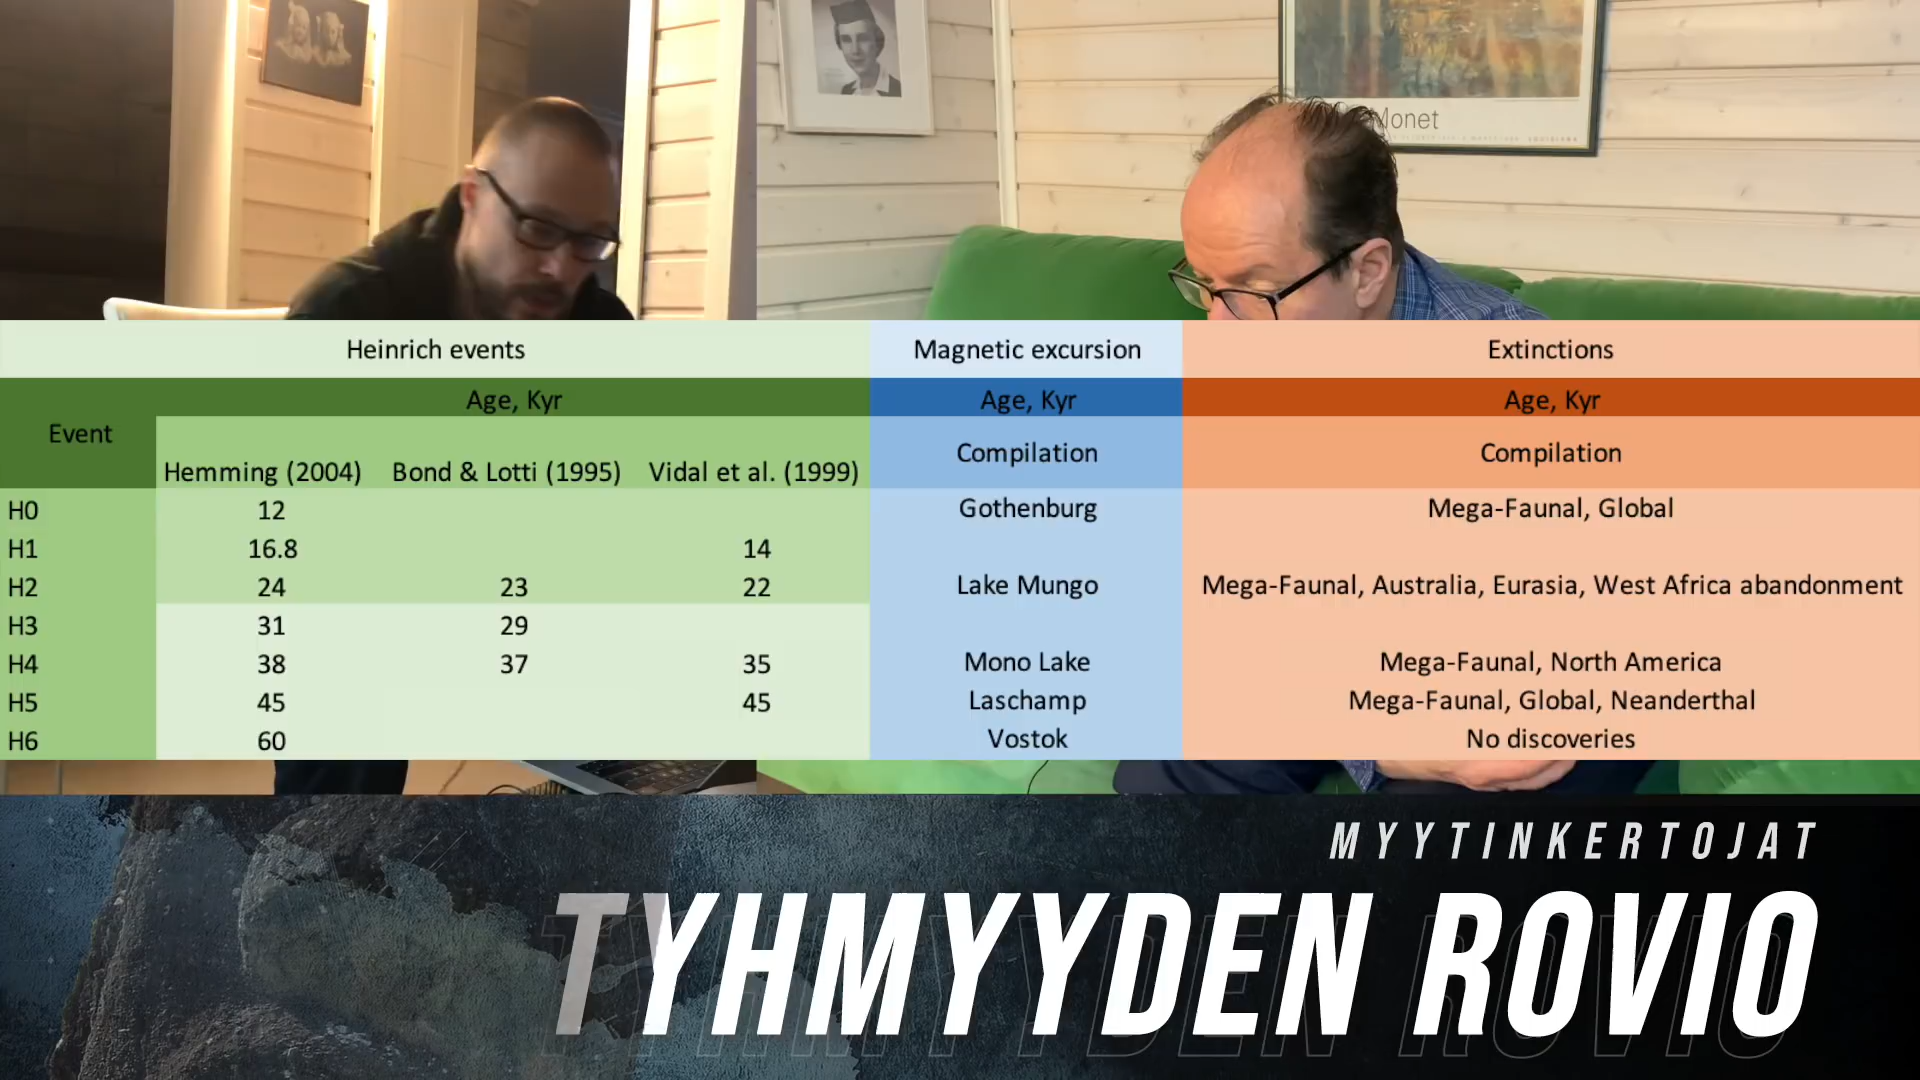 Monet
Heinrich events Magnetic excursion Extinctions
Age, Kyr Age, Kyr Age, Kyr
Event
Compilation Compilation
Hemming (2004) Bond & Lotti (1995) Vidal et al. (1999)
H0 12 Gothenburg Mega-Faunal, Global
H1 16.8 14
H2 24 23 22 Lake Mungo Mega-Faunal, Australia, Eurasia, West Africa abandonment
H3 31 29
H4 38 37 35 Mono Lake Mega-Faunal, North America
H5 45 45 Laschamp Mega-Faunal, Global, Neanderthal
H6 60 Vostok No discoveries
MYYTINKERTOJAT
TYHMYYDEN ROVIO